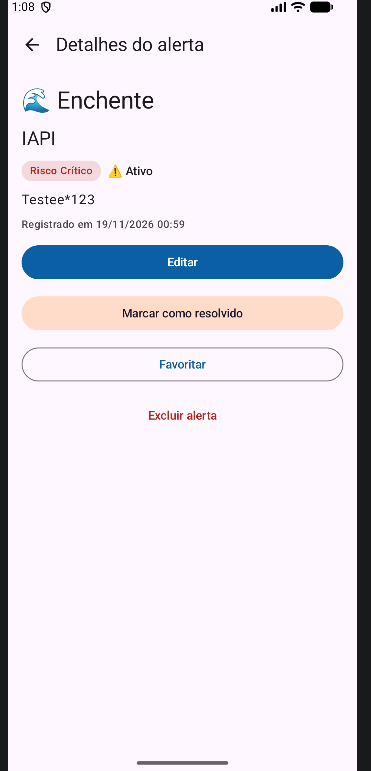 1:08
Detalhes do alerta
🌊 Enchente
IAPI
Risco Crítico ⚠️ Ativo
Testee*123
Registrado em 19/11/2026 00:59
Editar
Marcar como resolvido
Favoritar
Excluir alerta